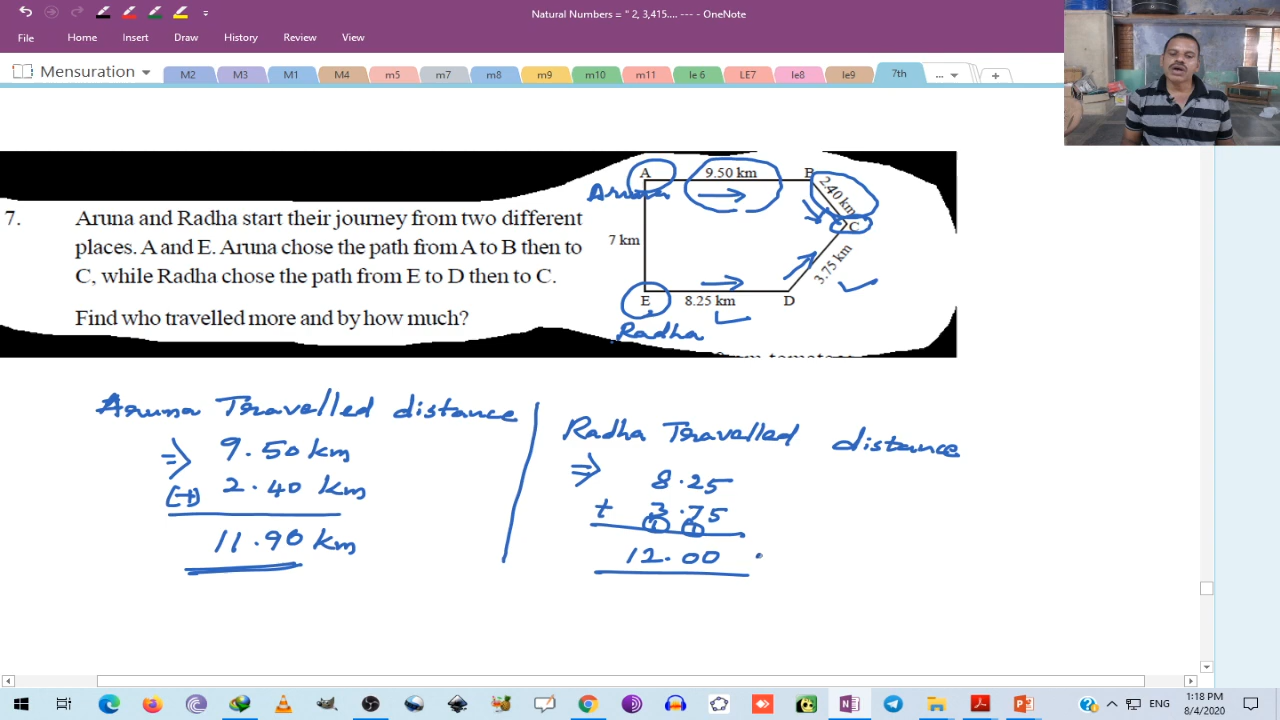 Natural Numbers = " 2, 3,415.... --- - OneNote
File Home Insert Draw History Review View
Mensuration M2 M3 M1 M4 m5 m7 m8 m9 m10 m11 le 6 LE7 le8 le9 7th ... +
A 9.50 km B
2.40 km
Aruna
C
7 km
3.75 km
E 8.25 km D
Radha
7. Aruna and Radha start their journey from two different
places. A and E. Aruna chose the path from A to B then to
C, while Radha chose the path from E to D then to C.
Find who travelled more and by how much?
Aruna Travelled distance
⇒ 9.50 km
(+) 2.40 km
11.90 km
Radha Travelled distance
⇒ 8.25
+ 3.75
1 1
12.00
ENG
1:18 PM
8/4/2020